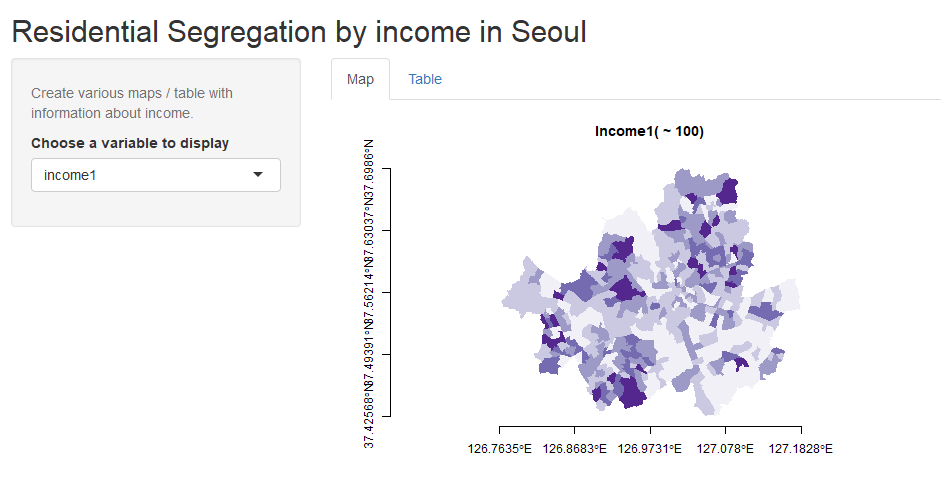 Residential Segregation by income in Seoul
Create various maps / table with
information about income.
Choose a variable to display
income1
Map
Table
Income1( ~ 100)
37.6986°N
37.63037°N
37.56214°N
37.49391°N
37.42568°N
126.7635°E
126.8683°E
126.9731°E
127.078°E
127.1828°E